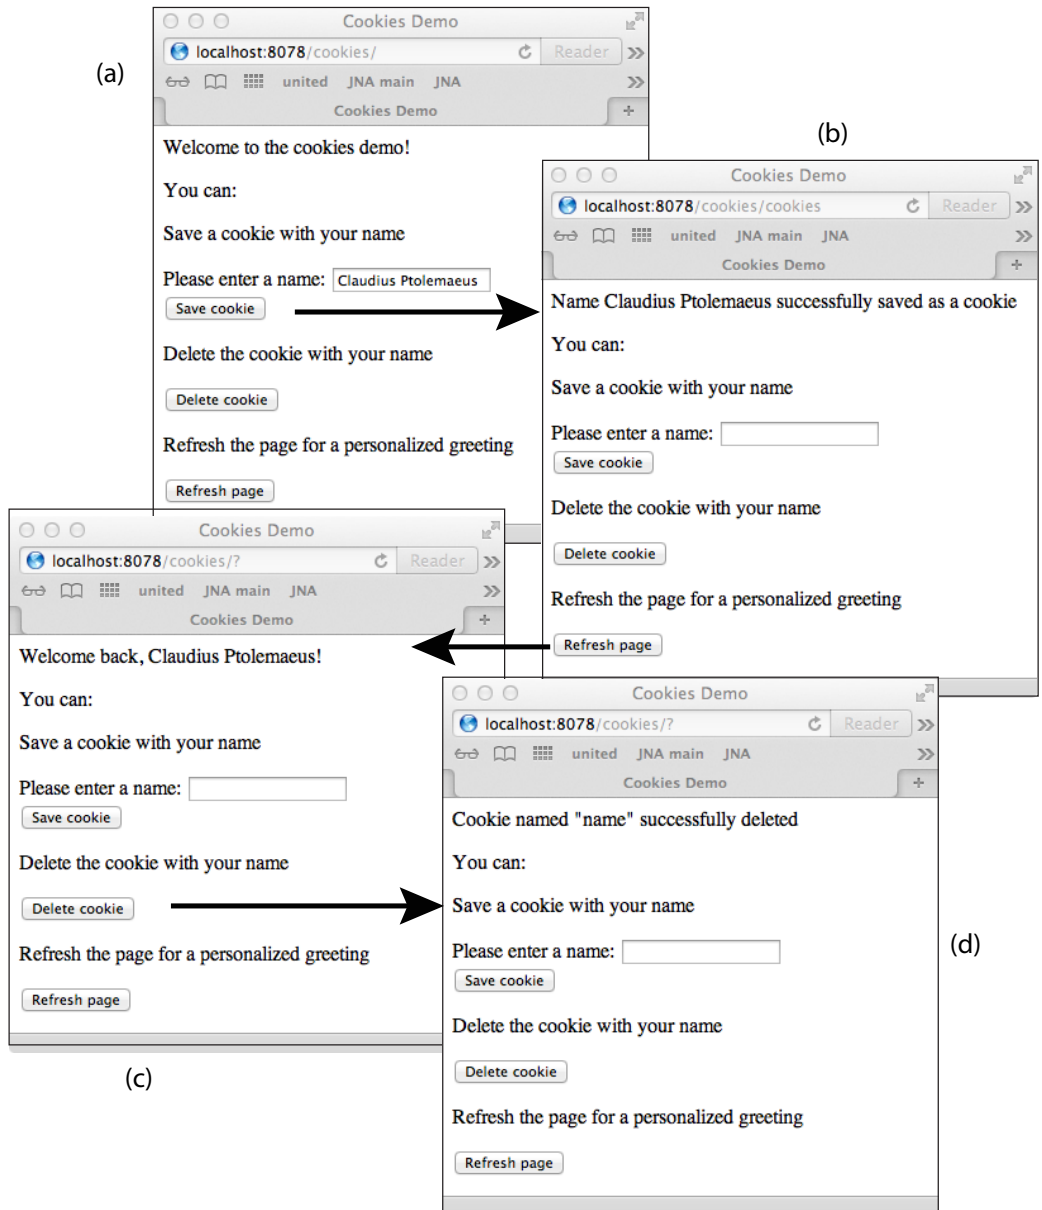 (a)
Cookies Demo
localhost:8078/cookies/
Reader
united JNA main JNA
Cookies Demo
Welcome to the cookies demo!
You can:
Save a cookie with your name
Please enter a name: Claudius Ptolemaeus
Save cookie
Delete the cookie with your name
Delete cookie
Refresh the page for a personalized greeting
Refresh page
(b)
Cookies Demo
localhost:8078/cookies/cookies
Reader
united JNA main JNA
Cookies Demo
Name Claudius Ptolemaeus successfully saved as a cookie
You can:
Save a cookie with your name
Please enter a name:
Save cookie
Delete the cookie with your name
Delete cookie
Refresh the page for a personalized greeting
Refresh page
Cookies Demo
localhost:8078/cookies/?
Reader
united JNA main JNA
Cookies Demo
Welcome back, Claudius Ptolemaeus!
You can:
Save a cookie with your name
Please enter a name:
Save cookie
Delete the cookie with your name
Delete cookie
Refresh the page for a personalized greeting
Refresh page
(c)
Cookies Demo
localhost:8078/cookies/?
Reader
united JNA main JNA
Cookies Demo
Cookie named "name" successfully deleted
You can:
Save a cookie with your name
Please enter a name:
Save cookie
Delete the cookie with your name
Delete cookie
Refresh the page for a personalized greeting
Refresh page
(d)